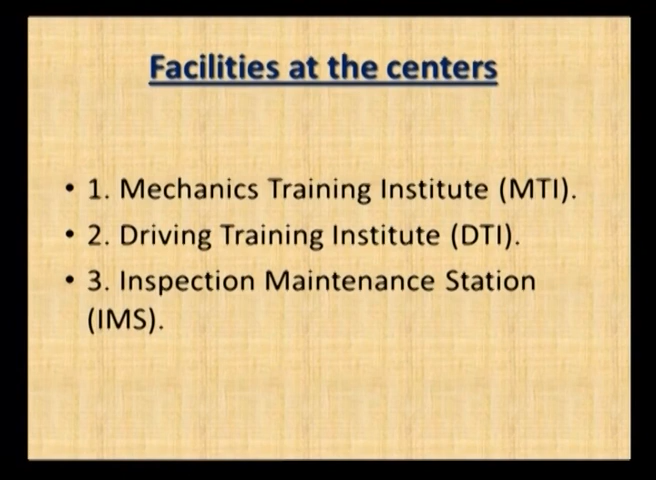 Facilities at the centers
• 1. Mechanics Training Institute (MTI).
• 2. Driving Training Institute (DTI).
• 3. Inspection Maintenance Station
(IMS).